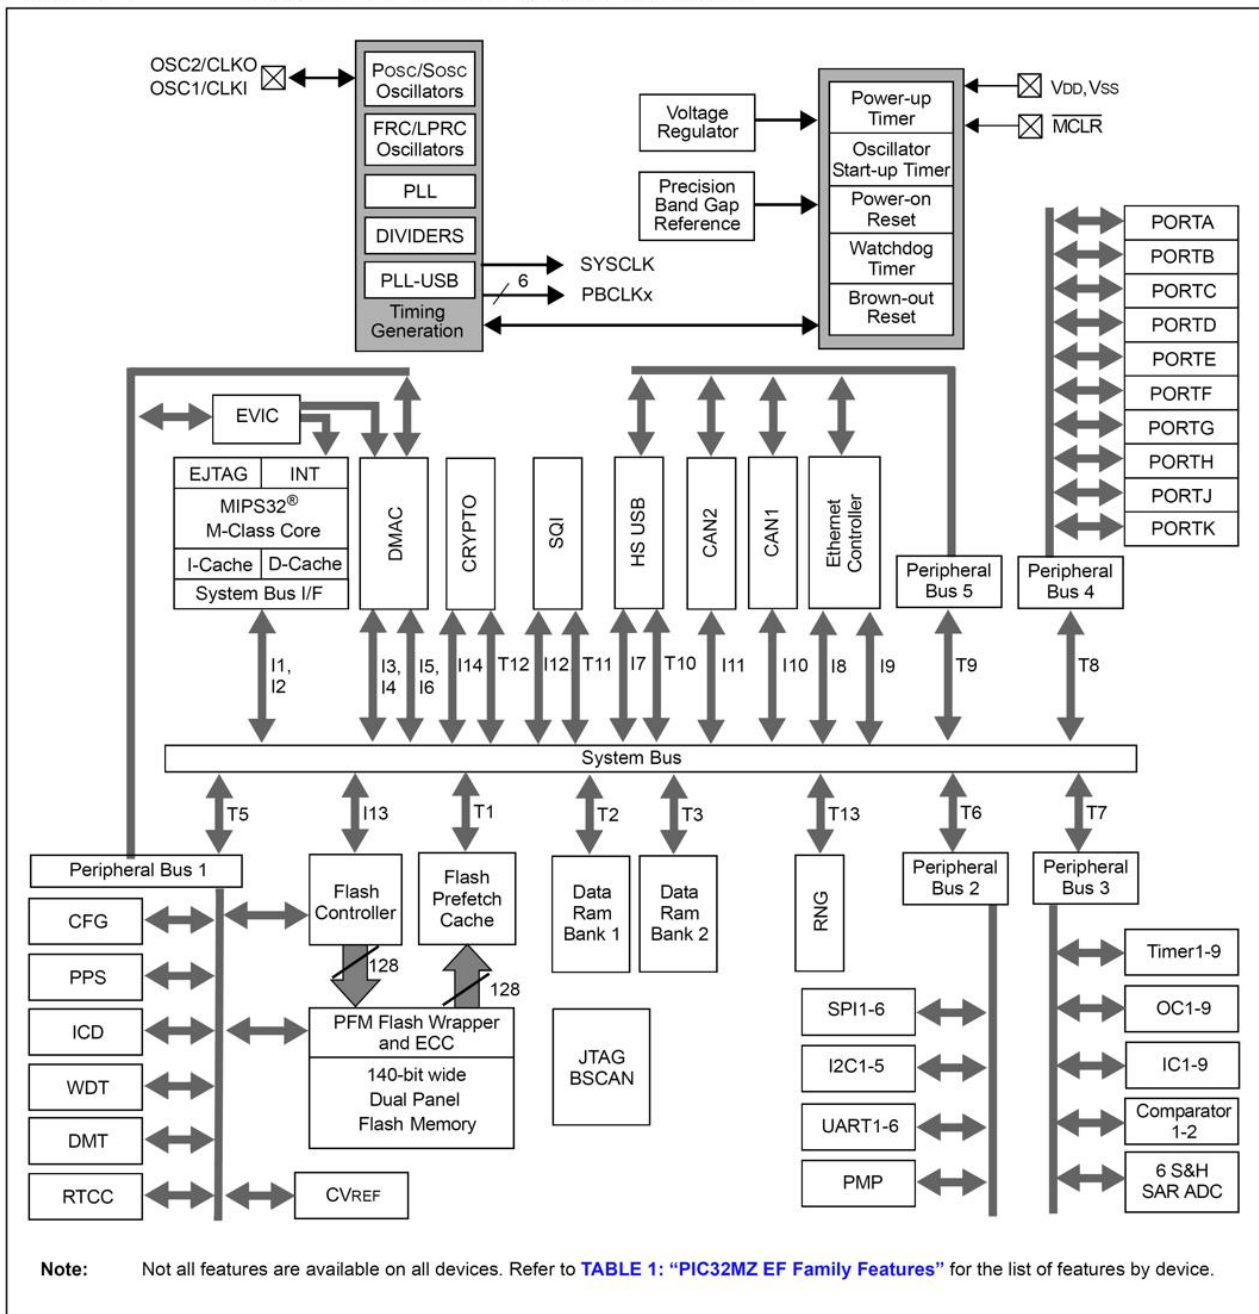 OSC2/CLKO
OSC1/CLKI
POSC/SOSC
Oscillators
FRC/LPRC
Oscillators
PLL
DIVIDERS
PLL-USB
Timing
Generation
6
SYSCLK
PBCLKx
Voltage
Regulator
Precision
Band Gap
Reference
Power-up
Timer
Oscillator
Start-up Timer
Power-on
Reset
Watchdog
Timer
Brown-out
Reset
VDD, VSS
MCLR
PORTA
PORTB
PORTC
PORTD
PORTE
PORTF
PORTG
PORTH
PORTJ
PORTK
EVIC
EJTAG INT
MIPS32®
M-Class Core
I-Cache D-Cache
System Bus I/F
DMAC
CRYPTO
SQI
HS USB
CAN2
CAN1
Ethernet
Controller
Peripheral
Bus 5
Peripheral
Bus 4
I1,
I2
I3,
I4
I5,
I6
I14
T12
I12
T11
I7
T10
I11
I10
I8
I9
T9
T8
System Bus
T5
I13
T1
T2
T3
T13
T6
T7
Peripheral Bus 1
Flash
Controller
Flash
Prefetch
Cache
Data
Ram
Bank 1
Data
Ram
Bank 2
RNG
Peripheral
Bus 2
Peripheral
Bus 3
CFG
PPS
ICD
WDT
DMT
RTCC
128
128
PFM Flash Wrapper
and ECC
140-bit wide
Dual Panel
Flash Memory
CVREF
JTAG
BSCAN
SPI1-6
I2C1-5
UART1-6
PMP
Timer1-9
OC1-9
IC1-9
Comparator
1-2
6 S&H
SAR ADC
Note: Not all features are available on all devices. Refer to TABLE 1: “PIC32MZ EF Family Features” for the list of features by device.